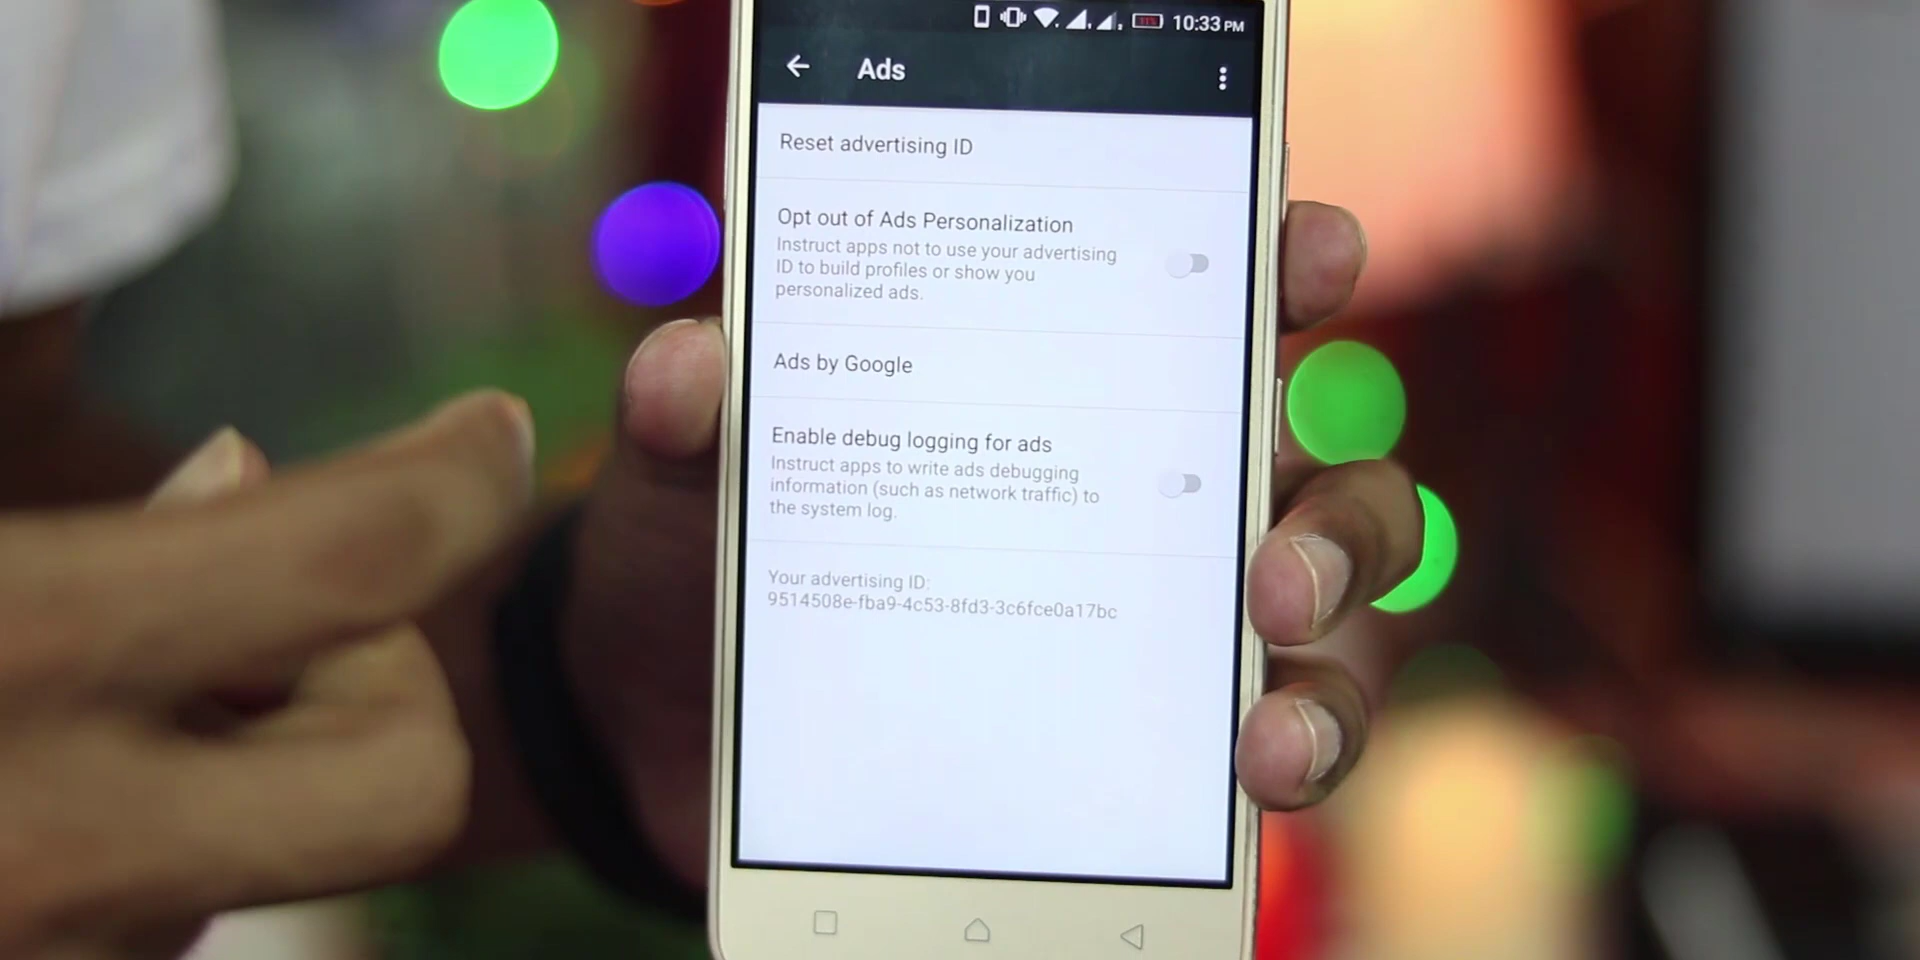 10:33 PM
Ads
Reset advertising ID
Opt out of Ads Personalization
Instruct apps not to use your advertising
ID to build profiles or show you
personalized ads.
Ads by Google
Enable debug logging for ads
Instruct apps to write ads debugging
information (such as network traffic) to
the system log.
Your advertising ID:
9514508e-fba9-4c53-8fd3-3c6fce0a17bc